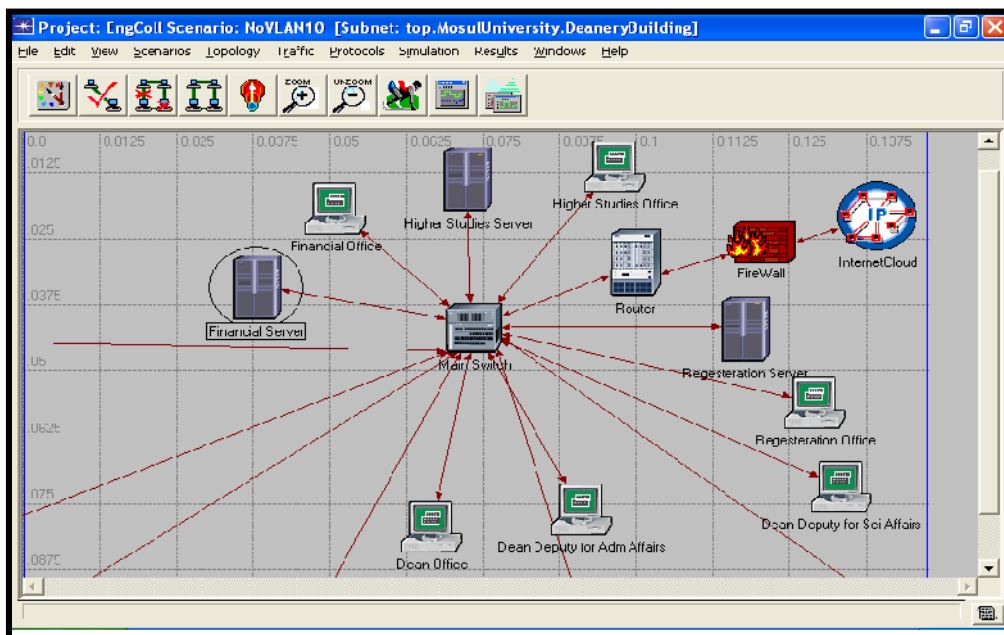 Project: EngColl Scenario: NoVLAN10 [Subnet: top.MosulUniversity.DeaneryBuilding]
File Edit View Scenarios Topology Traffic Protocols Simulation Results Windows Help
ZOOM UNZOOM
0.0 0.0125 0.025 0.0375 0.05 0.0625 0.075 0.0875 0.1 0.1125 0.125 0.1375
.0125
Higher Studies Office
Higher Studies Server
.025
Financial Office
IP
InternetCloud
FireWall
.0375
Router
Financial Server
.05
Main Switch
Regesteration Server
.0625
Regesteration Office
.075
Dean Deputy for Sci Affairs
Dean Deputy for Adm Affairs
.0875
Dean Office